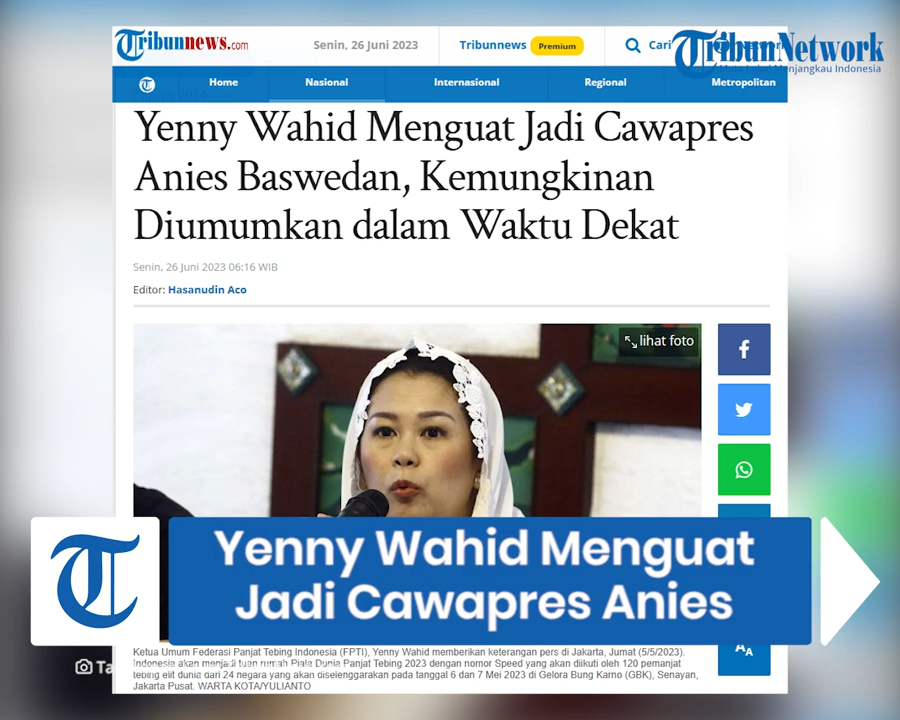 Tribunnews.com
Senin, 26 Juni 2023
Tribunnews Premium
Cari
TribunNetwork
Menjangkau Indonesia
Home Nasional Internasional Regional Metropolitan
Yenny Wahid Menguat Jadi Cawapres
Anies Baswedan, Kemungkinan
Diumumkan dalam Waktu Dekat
Senin, 26 Juni 2023 06:16 WIB
Editor: Hasanudin Aco
lihat foto
Yenny Wahid Menguat
Jadi Cawapres Anies
AA
Ketua Umum Federasi Panjat Tebing Indonesia (FPTI), Yenny Wahid memberikan keterangan pers di Jakarta, Jumat (5/5/2023).
Indonesia akan menjadi tuan rumah Piala Dunia Panjat Tebing 2023 dengan nomor Speed yang akan diikuti oleh 120 pemanjat
tebing elit dunia dari 24 negara yang akan diselenggarakan pada tanggal 6 dan 7 Mei 2023 di Gelora Bung Karno (GBK), Senayan,
Jakarta Pusat. WARTA KOTA/YULIANTO